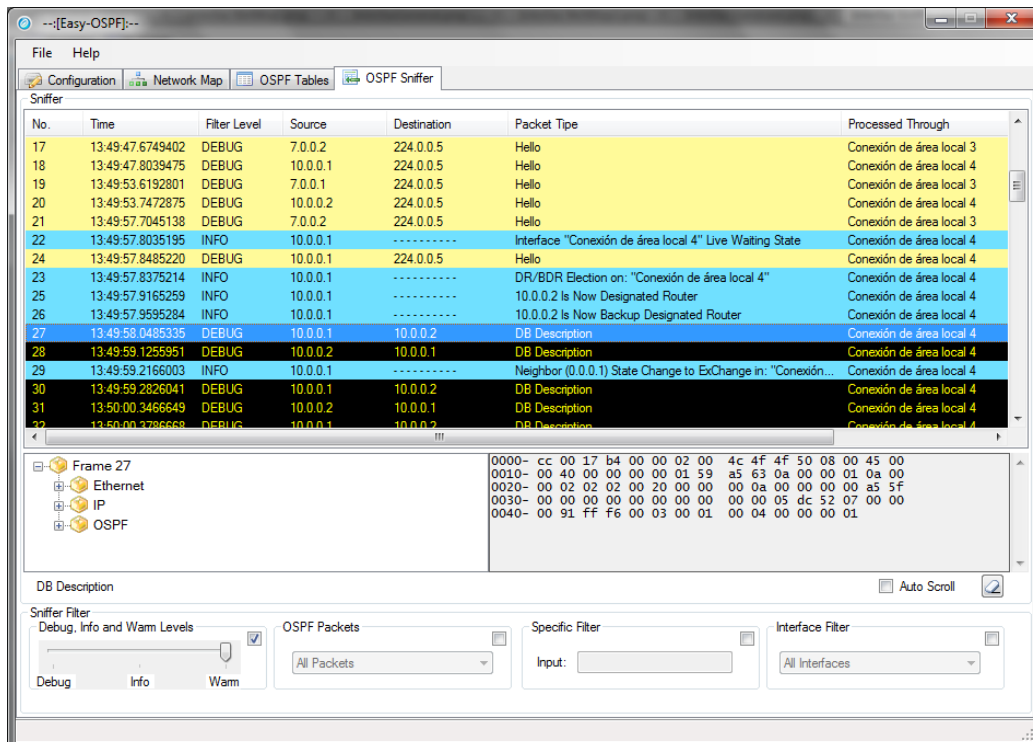 --:[Easy-OSPF]:--
File Help
Configuration Network Map OSPF Tables OSPF Sniffer
Sniffer
No. Time Filter Level Source Destination Packet Tipe Processed Through
17 13:49:47.6749402 DEBUG 7.0.0.2 224.0.0.5 Hello Conexión de área local 3
18 13:49:47.8039475 DEBUG 10.0.0.1 224.0.0.5 Hello Conexión de área local 4
19 13:49:53.6192801 DEBUG 7.0.0.1 224.0.0.5 Hello Conexión de área local 3
20 13:49:53.7472875 DEBUG 10.0.0.2 224.0.0.5 Hello Conexión de área local 4
21 13:49:57.7045138 DEBUG 7.0.0.2 224.0.0.5 Hello Conexión de área local 3
22 13:49:57.8035195 INFO 10.0.0.1 - - - - - - - - - - Interface "Conexión de área local 4" Live Waiting State Conexión de área local 4
24 13:49:57.8485220 DEBUG 10.0.0.1 224.0.0.5 Hello Conexión de área local 4
23 13:49:57.8375214 INFO 10.0.0.1 - - - - - - - - - - DR/BDR Election on: "Conexión de área local 4" Conexión de área local 4
25 13:49:57.9165259 INFO 10.0.0.1 - - - - - - - - - - 10.0.0.2 Is Now Designated Router Conexión de área local 4
26 13:49:57.9595284 INFO 10.0.0.1 - - - - - - - - - - 10.0.0.2 Is Now Backup Designated Router Conexión de área local 4
27 13:49:58.0485335 DEBUG 10.0.0.1 10.0.0.2 DB Description Conexión de área local 4
28 13:49:59.1255951 DEBUG 10.0.0.2 10.0.0.1 DB Description Conexión de área local 4
29 13:49:59.2166003 INFO 10.0.0.1 - - - - - - - - - - Neighbor (0.0.0.1) State Change to ExChange in: "Conexión... Conexión de área local 4
30 13:49:59.2826041 DEBUG 10.0.0.1 10.0.0.2 DB Description Conexión de área local 4
31 13:50:00.3466649 DEBUG 10.0.0.2 10.0.0.1 DB Description Conexión de área local 4
32 13:50:00.3786668 DEBUG 10.0.0.1 10.0.0.2 DB Description Conexión de área local 4
Frame 27
Ethernet
IP
OSPF
0000- cc 00 17 b4 00 00 02 00 4c 4f 4f 50 08 00 45 00
0010- 00 40 00 00 00 00 01 59 a5 63 0a 00 00 01 0a 00
0020- 00 02 02 02 00 20 00 00 00 0a 00 00 00 00 a5 5f
0030- 00 00 00 00 00 00 00 00 00 00 05 dc 52 07 00 00
0040- 00 91 ff f6 00 03 00 01 00 04 00 00 00 01
DB Description Auto Scroll
Sniffer Filter
Debug, Info and Warm Levels OSPF Packets Specific Filter Interface Filter
All Packets Input: All Interfaces
Debug Info Warm